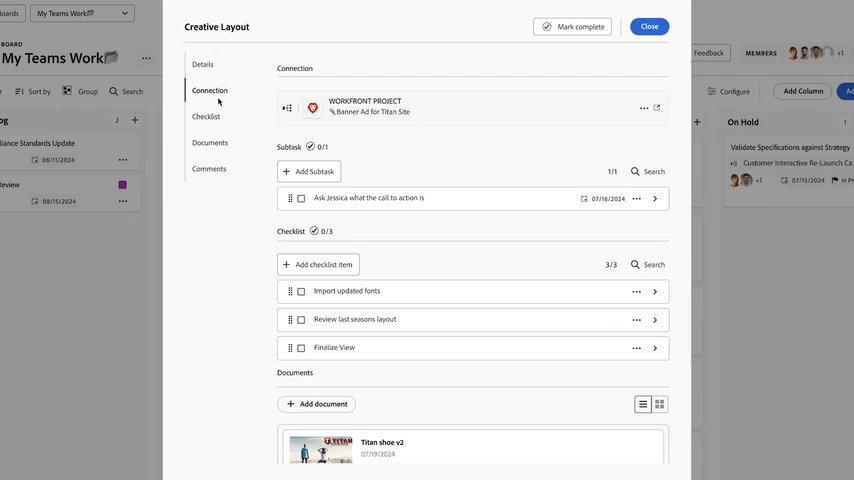 Boards
My Teams Work
Creative Layout
Mark complete
Close
BOARD
My Teams Work
Feedback
MEMBERS
+1
Details
Connection
Checklist
Documents
Comments
Sort by
Group
Search
Configure
Add Column
Connection
WORKFRONT PROJECT
Banner Ad for Titan Site
2
On Hold
1
Subtask 0/1
Add Subtask
1/1
Search
Ask Jessica what the call to action is
07/16/2024
Standards Update
08/11/2024
Review
08/15/2024
Validate Specifications against Strategy
Customer Interactive Re-Launch Ca...
+1
07/15/2024
Checklist 0/3
Add checklist item
3/3
Search
Import updated fonts
Review last seasons layout
Finalize View
Documents
Add document
TITAN
Titan shoe v2
07/19/2024